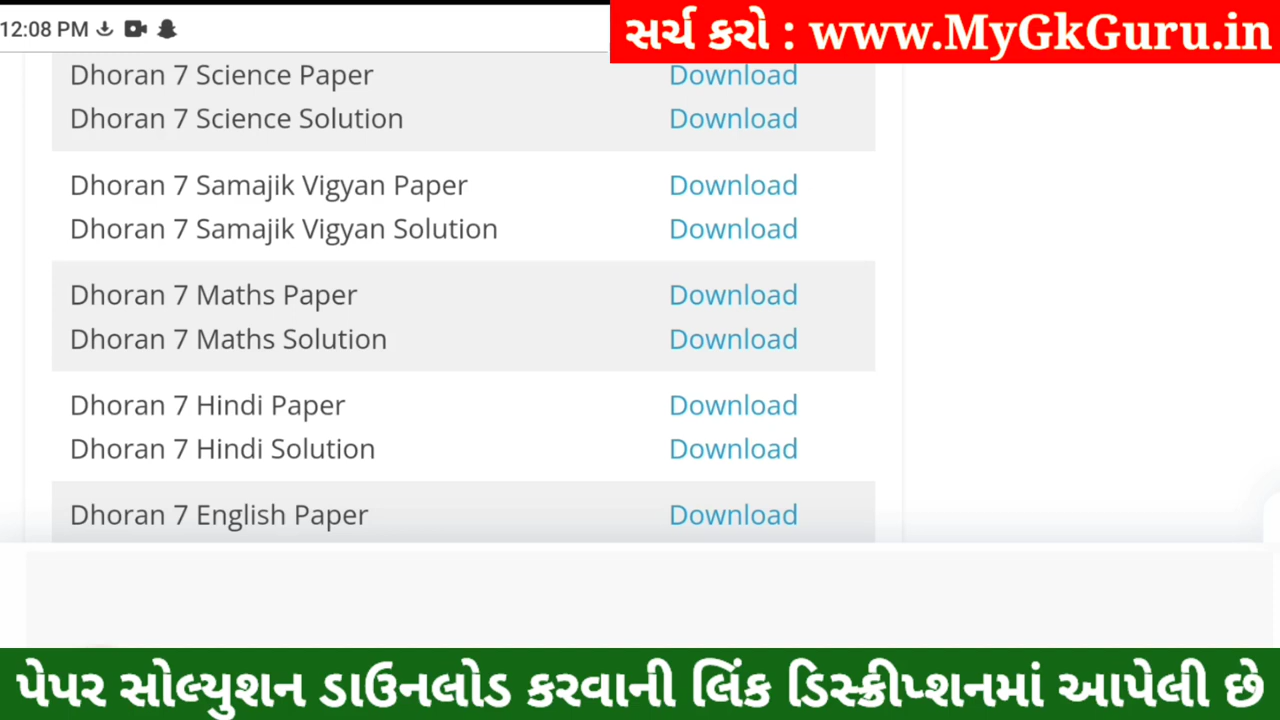 12:08 PM
સર્ચ કરો : www.MyGkGuru.in
Dhoran 7 Science Paper Download
Dhoran 7 Science Solution Download
Dhoran 7 Samajik Vigyan Paper Download
Dhoran 7 Samajik Vigyan Solution Download
Dhoran 7 Maths Paper Download
Dhoran 7 Maths Solution Download
Dhoran 7 Hindi Paper Download
Dhoran 7 Hindi Solution Download
Dhoran 7 English Paper Download
પેપર સોલ્યુશન ડાઉનલોડ કરવાની લિંક ડિસ્ક્રીપ્શનમાં આપેલી છે